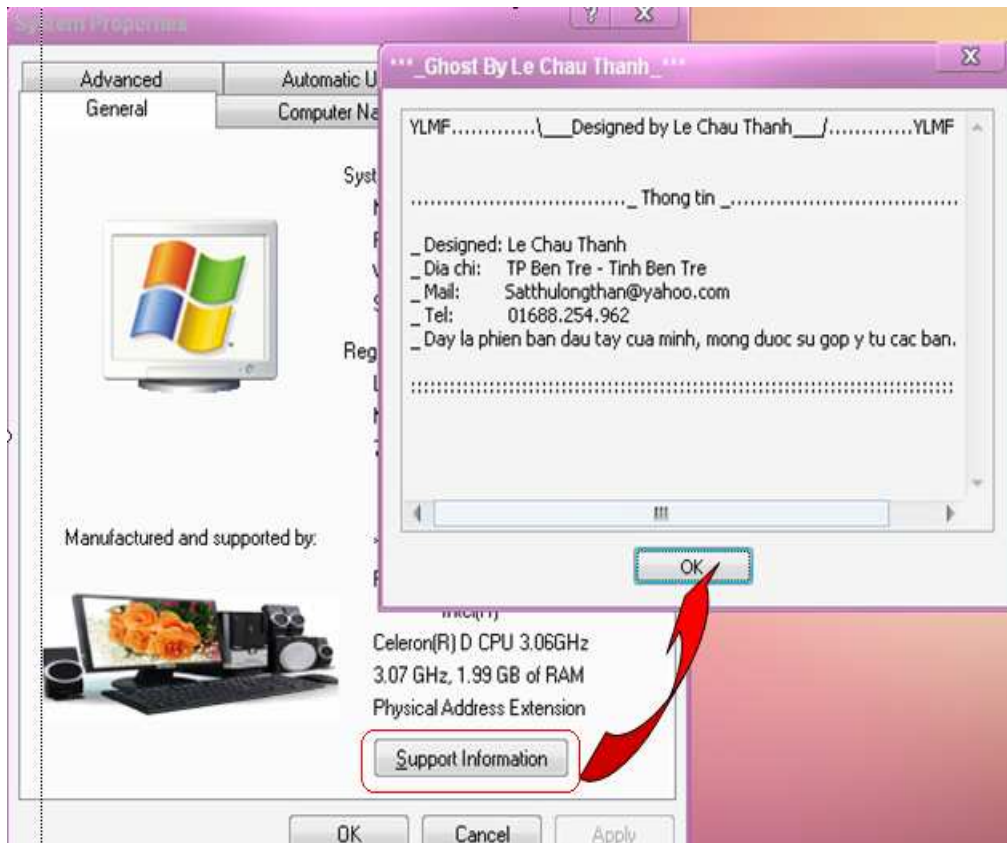 System Properties
Advanced
Automatic U
General
Computer Na
Syst
Reg
Manufactured and supported by:
Intel(R)
Celeron(R) D CPU 3.06GHz
3.07 GHz, 1.99 GB of RAM
Physical Address Extension
Support Information
OK
Cancel
Apply
***_Ghost By Le Chau Thanh_***
YLMF.............\___Designed by Le Chau Thanh___/.............YLMF
................................_ Thong tin _..................................
_ Designed: Le Chau Thanh
_ Dia chi: TP Ben Tre - Tinh Ben Tre
_ Mail: Satthulongthan@yahoo.com
_ Tel: 01688.254.962
_ Day la phien ban dau tay cua minh, mong duoc su gop y tu cac ban.
::::::::::::::::::::::::::::::::::::::::::::::::::::::::::::::::::::::::::::::::::
OK